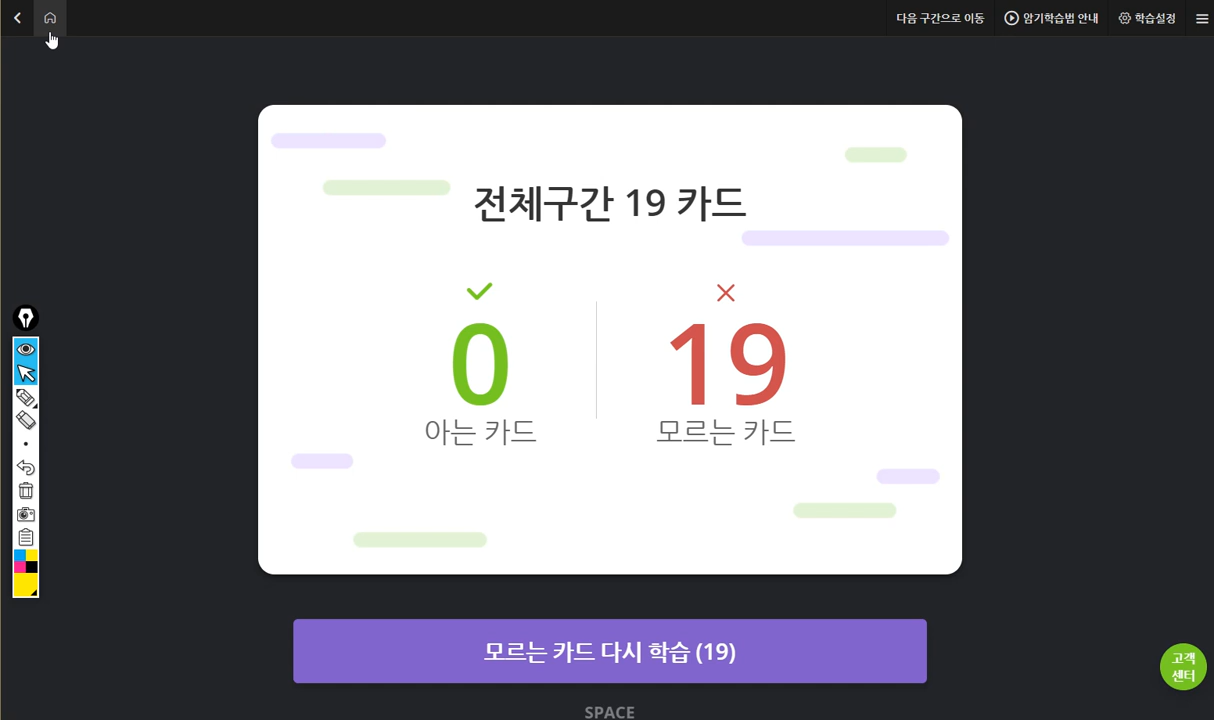 다음 구간으로 이동
암기학습법 안내
학습설정
전체구간 19 카드
0
아는 카드
19
모르는 카드
모르는 카드 다시 학습 (19)
SPACE
고객
센터